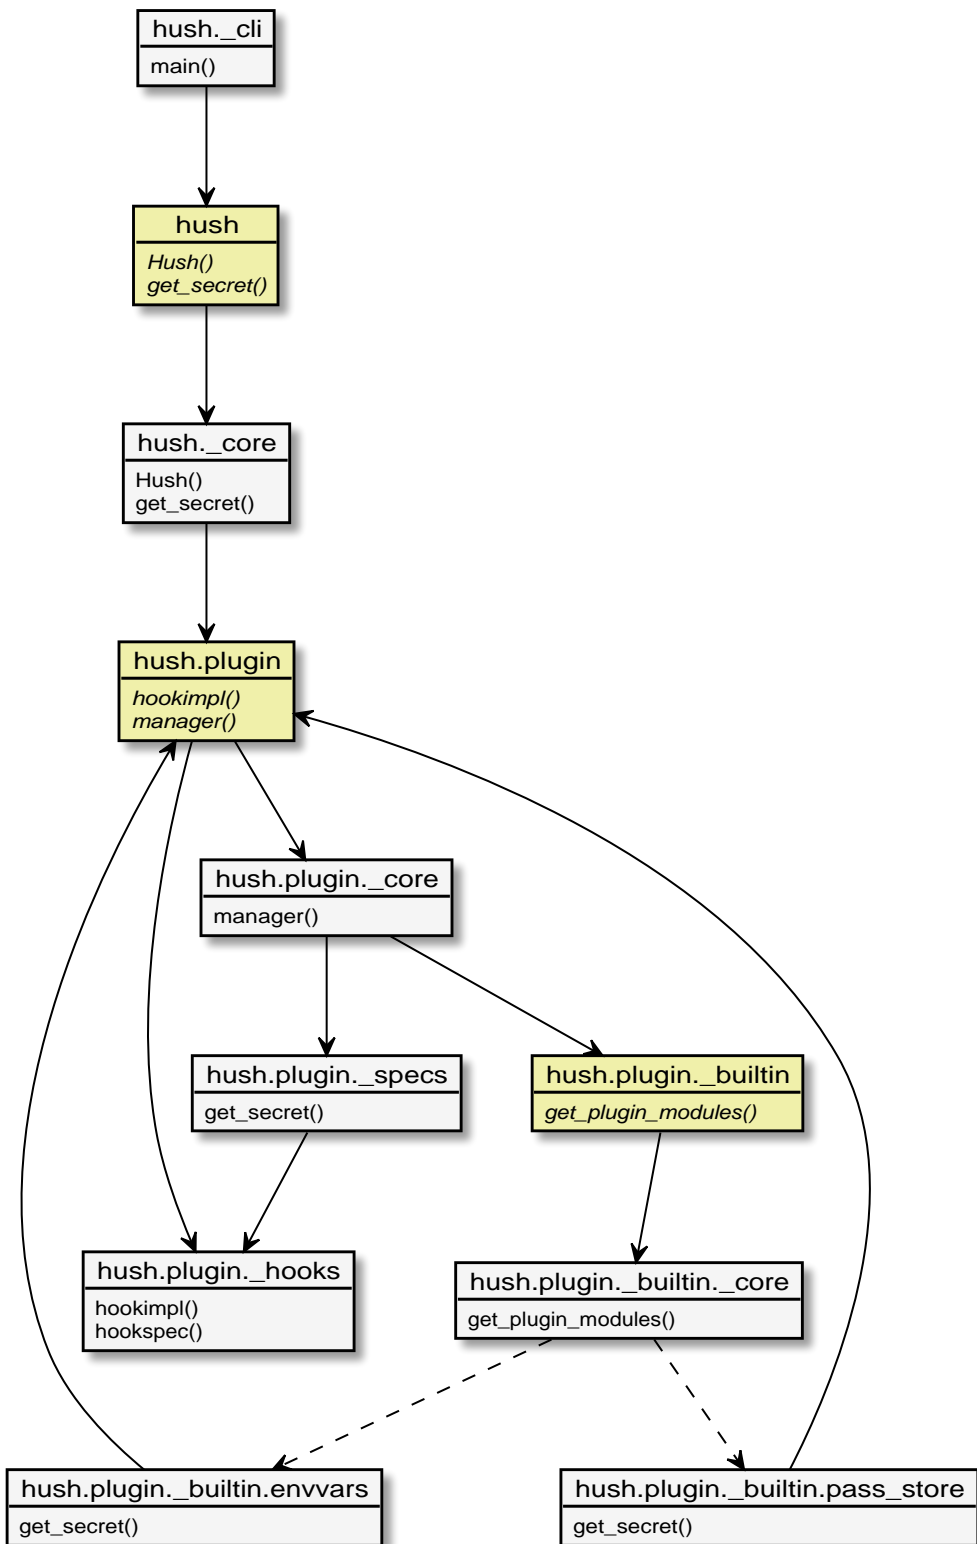 hush._cli
main()
hush
Hush()
get_secret()
hush._core
Hush()
get_secret()
hush.plugin
hookimpl()
manager()
hush.plugin._core
manager()
hush.plugin._specs
get_secret()
hush.plugin._builtin
get_plugin_modules()
hush.plugin._hooks
hookimpl()
hookspec()
hush.plugin._builtin._core
get_plugin_modules()
hush.plugin._builtin.envvars
get_secret()
hush.plugin._builtin.pass_store
get_secret()